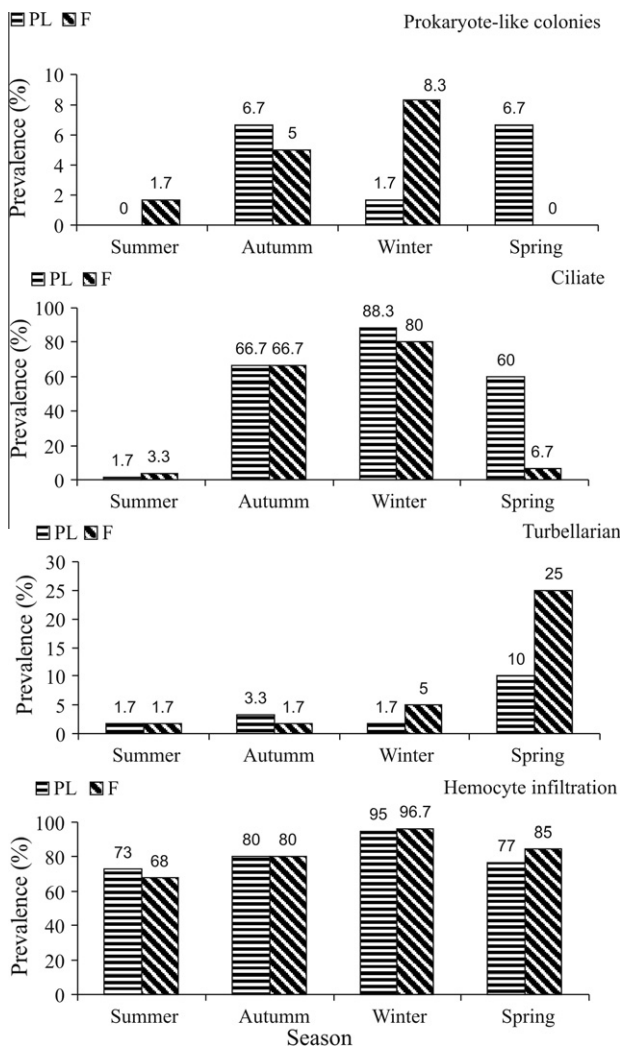 PL F
Prokaryote-like colonies
Prevalence (%)
10
8
6
4
2
0
0 1.7 6.7 5 1.7 8.3 6.7 0
Summer Autumm Winter Spring
PL F
Ciliate
Prevalence (%)
100
80
60
40
20
0
1.7 3.3 66.7 66.7 88.3 80 60 6.7
Summer Autumm Winter Spring
PL F
Turbellarian
Prevalence (%)
30
25
20
15
10
5
0
1.7 1.7 3.3 1.7 1.7 5 10 25
Summer Autumm Winter Spring
PL F
Hemocyte infiltration
Prevalence (%)
100
80
60
40
20
0
73 68 80 80 95 96.7 77 85
Summer Autumm Winter Spring
Season